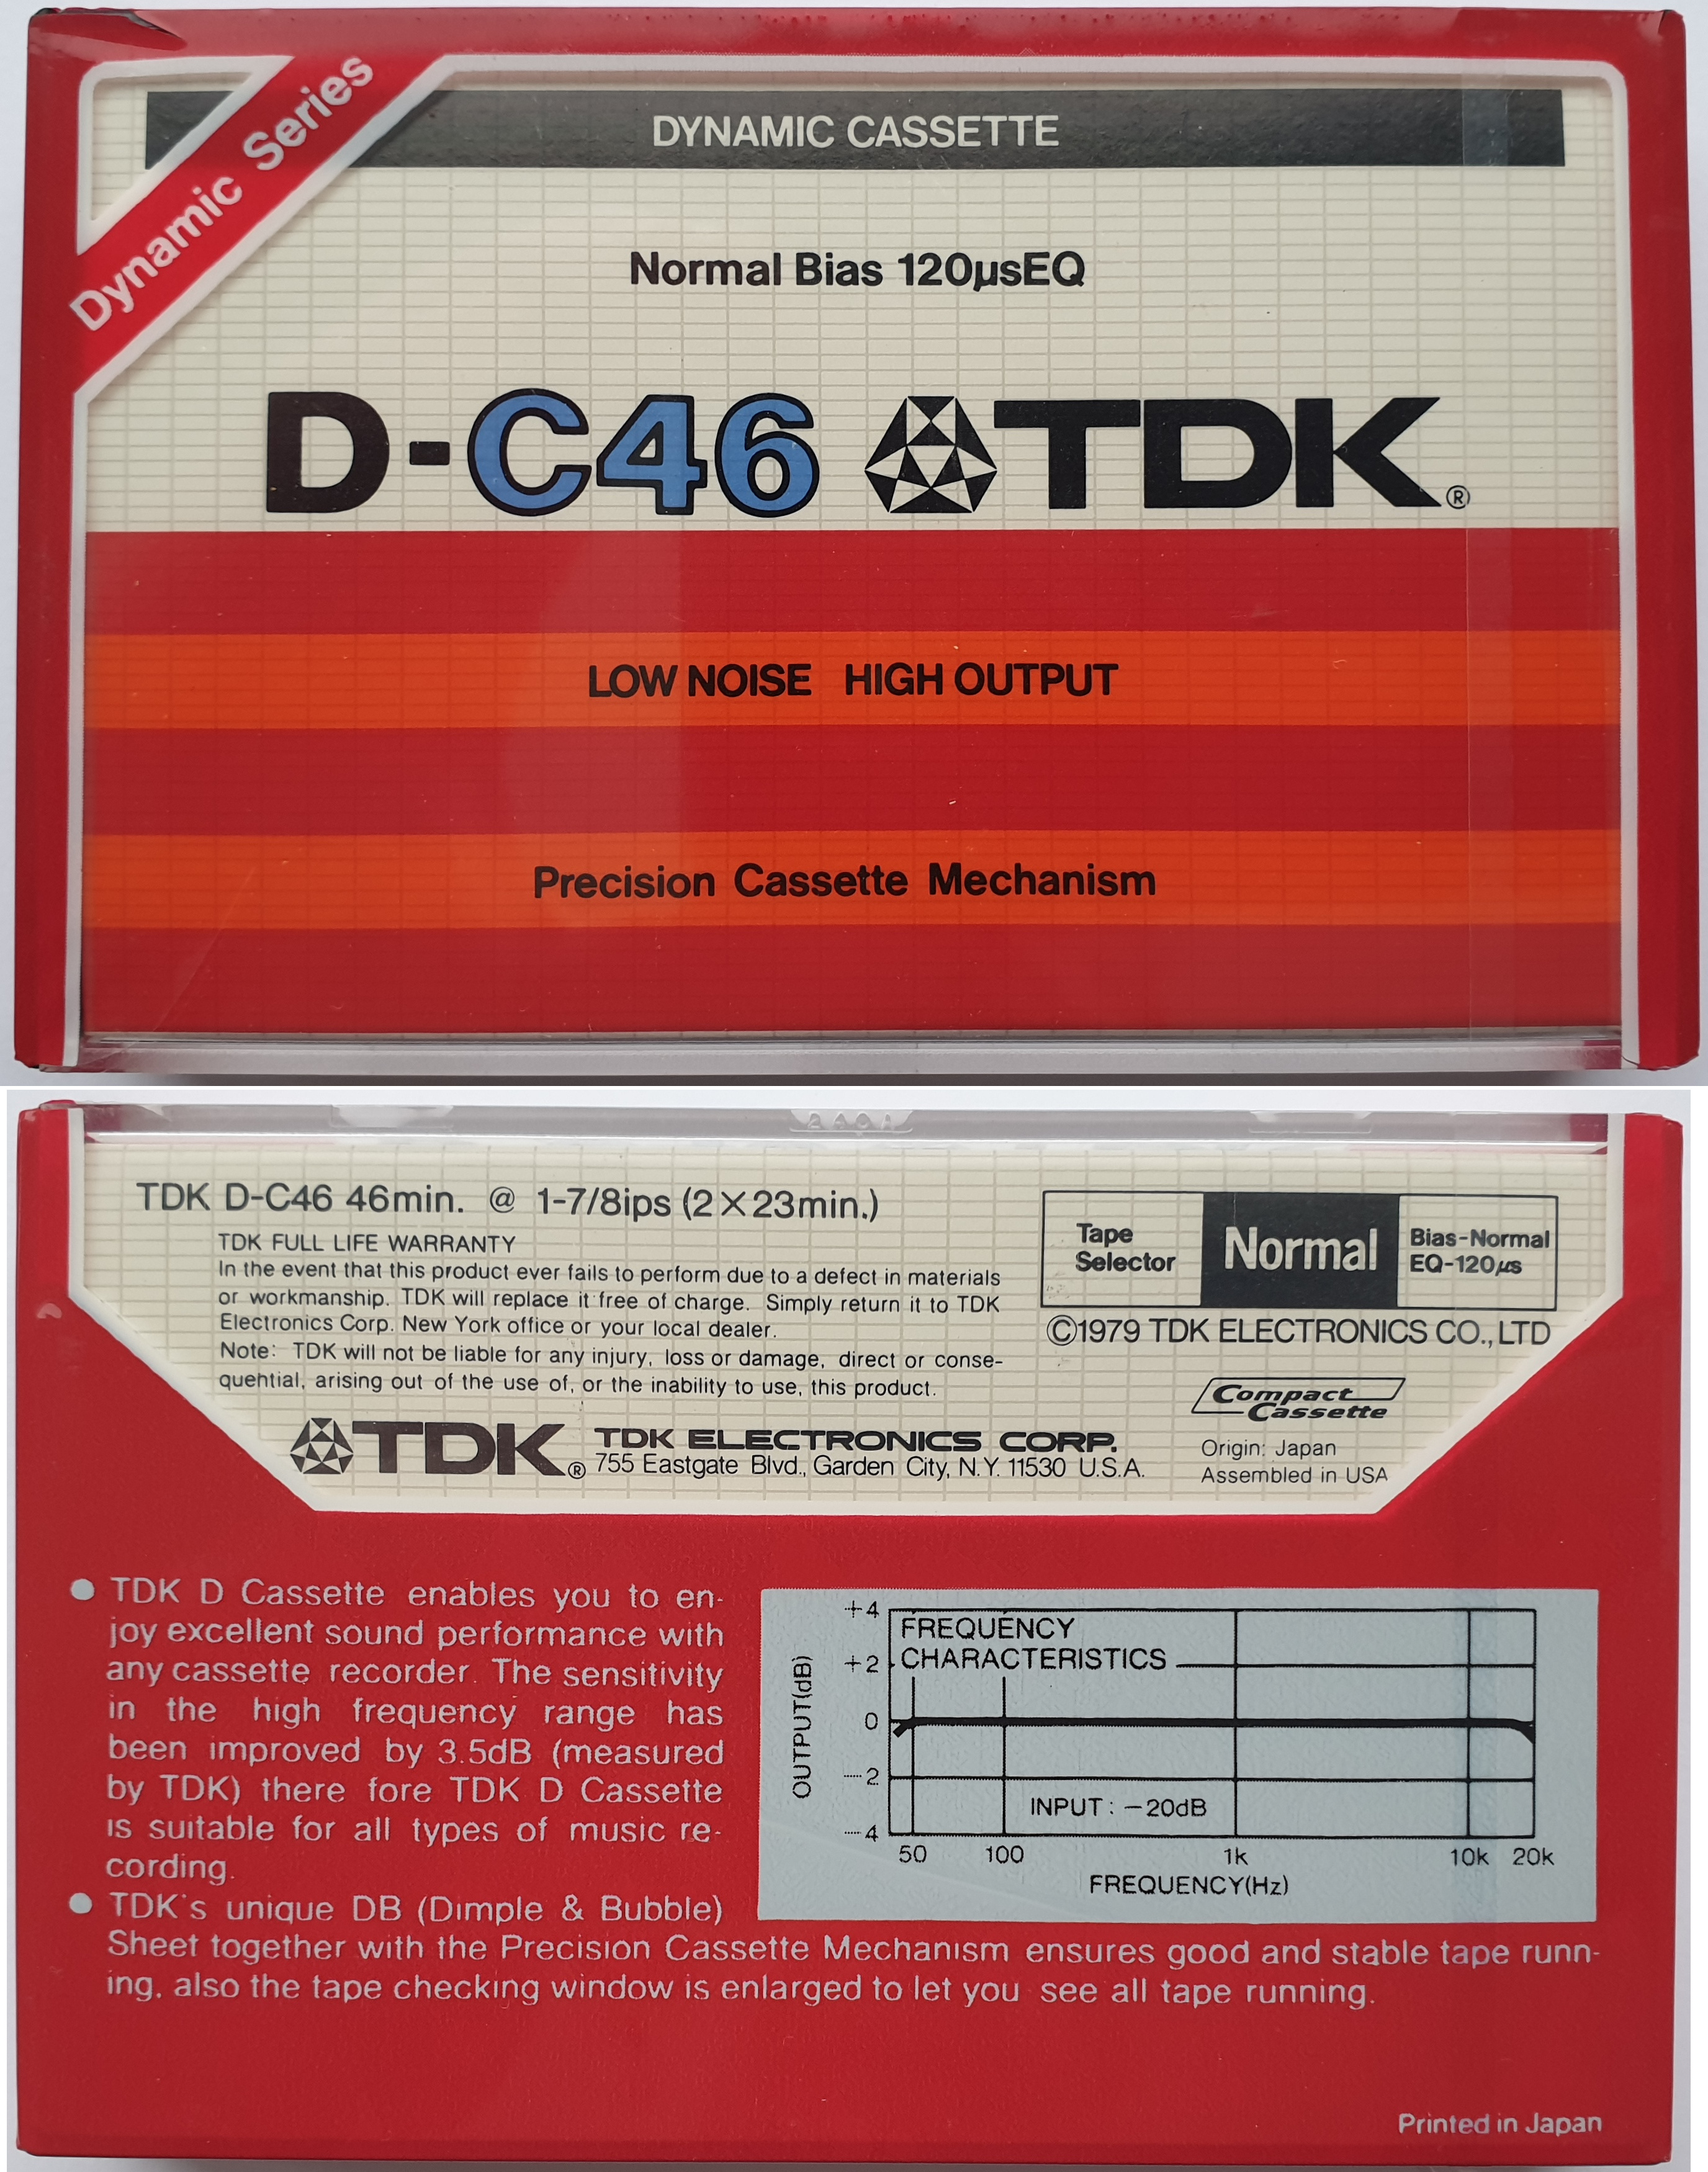 Dynamic Series
DYNAMIC CASSETTE
Normal Bias 120µsEQ
D-C46 TDK®
LOW NOISE HIGH OUTPUT
Precision Cassette Mechanism
TDK D-C46 46min. @ 1-7/8ips (2×23min.)
TDK FULL LIFE WARRANTY
In the event that this product ever fails to perform due to a defect in materials
or workmanship. TDK will replace it free of charge. Simply return it to TDK
Electronics Corp. New York office or your local dealer.
Note: TDK will not be liable for any injury, loss or damage, direct or conse-
quential, arising out of the use of, or the inability to use, this product.
Tape
Selector
Normal
Bias-Normal
EQ-120µs
©1979 TDK ELECTRONICS CO., LTD
Compact
Cassette
TDK®
TDK ELECTRONICS CORP.
755 Eastgate Blvd., Garden City, N.Y. 11530 U.S.A.
Origin: Japan
Assembled in USA
● TDK D Cassette enables you to en-
joy excellent sound performance with
any cassette recorder. The sensitivity
in the high frequency range has
been improved by 3.5dB (measured
by TDK) there fore TDK D Cassette
is suitable for all types of music re-
cording.
● TDK's unique DB (Dimple & Bubble)
Sheet together with the Precision Cassette Mechanism ensures good and stable tape runn-
ing, also the tape checking window is enlarged to let you see all tape running.
FREQUENCY
CHARACTERISTICS
OUTPUT(dB)
+4
+2
0
-2
-4
INPUT: -20dB
50 100 1k 10k 20k
FREQUENCY(Hz)
Printed in Japan